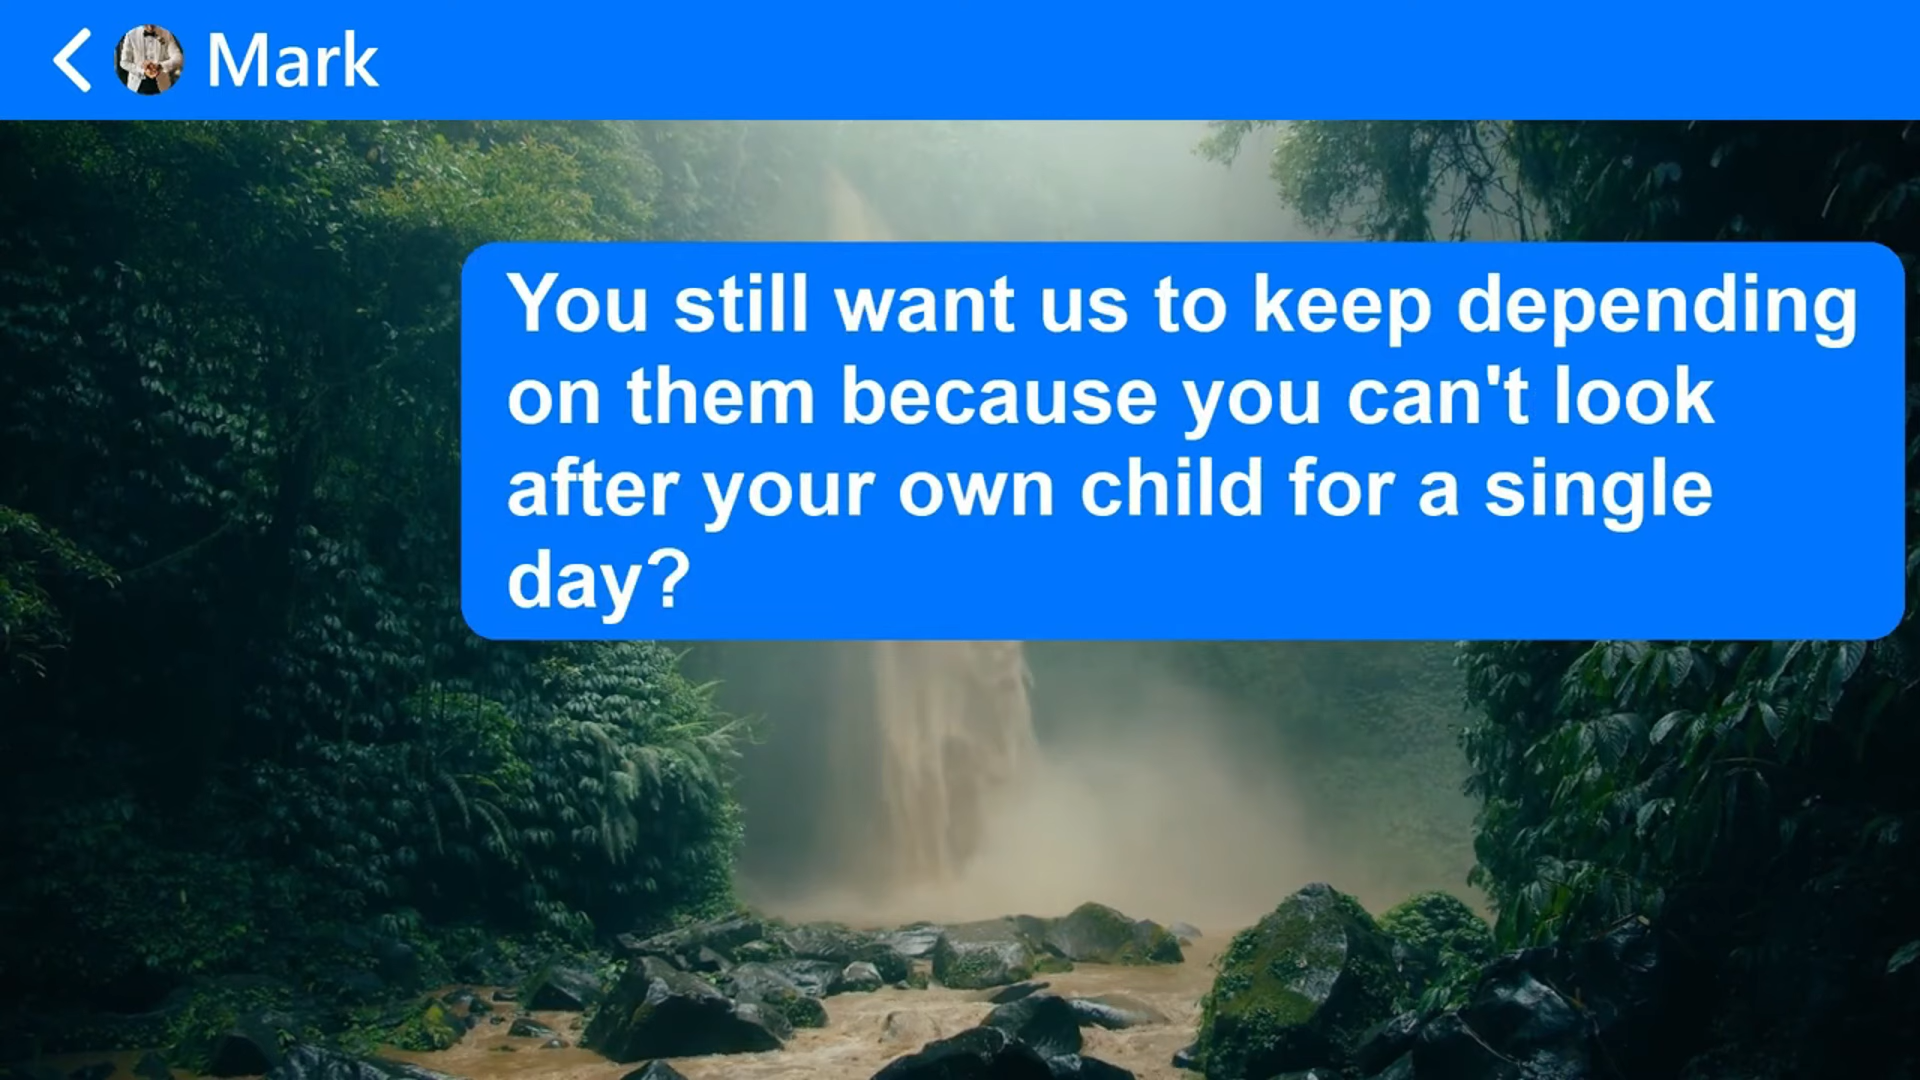 Mark
You still want us to keep depending
on them because you can't look
after your own child for a single
day?